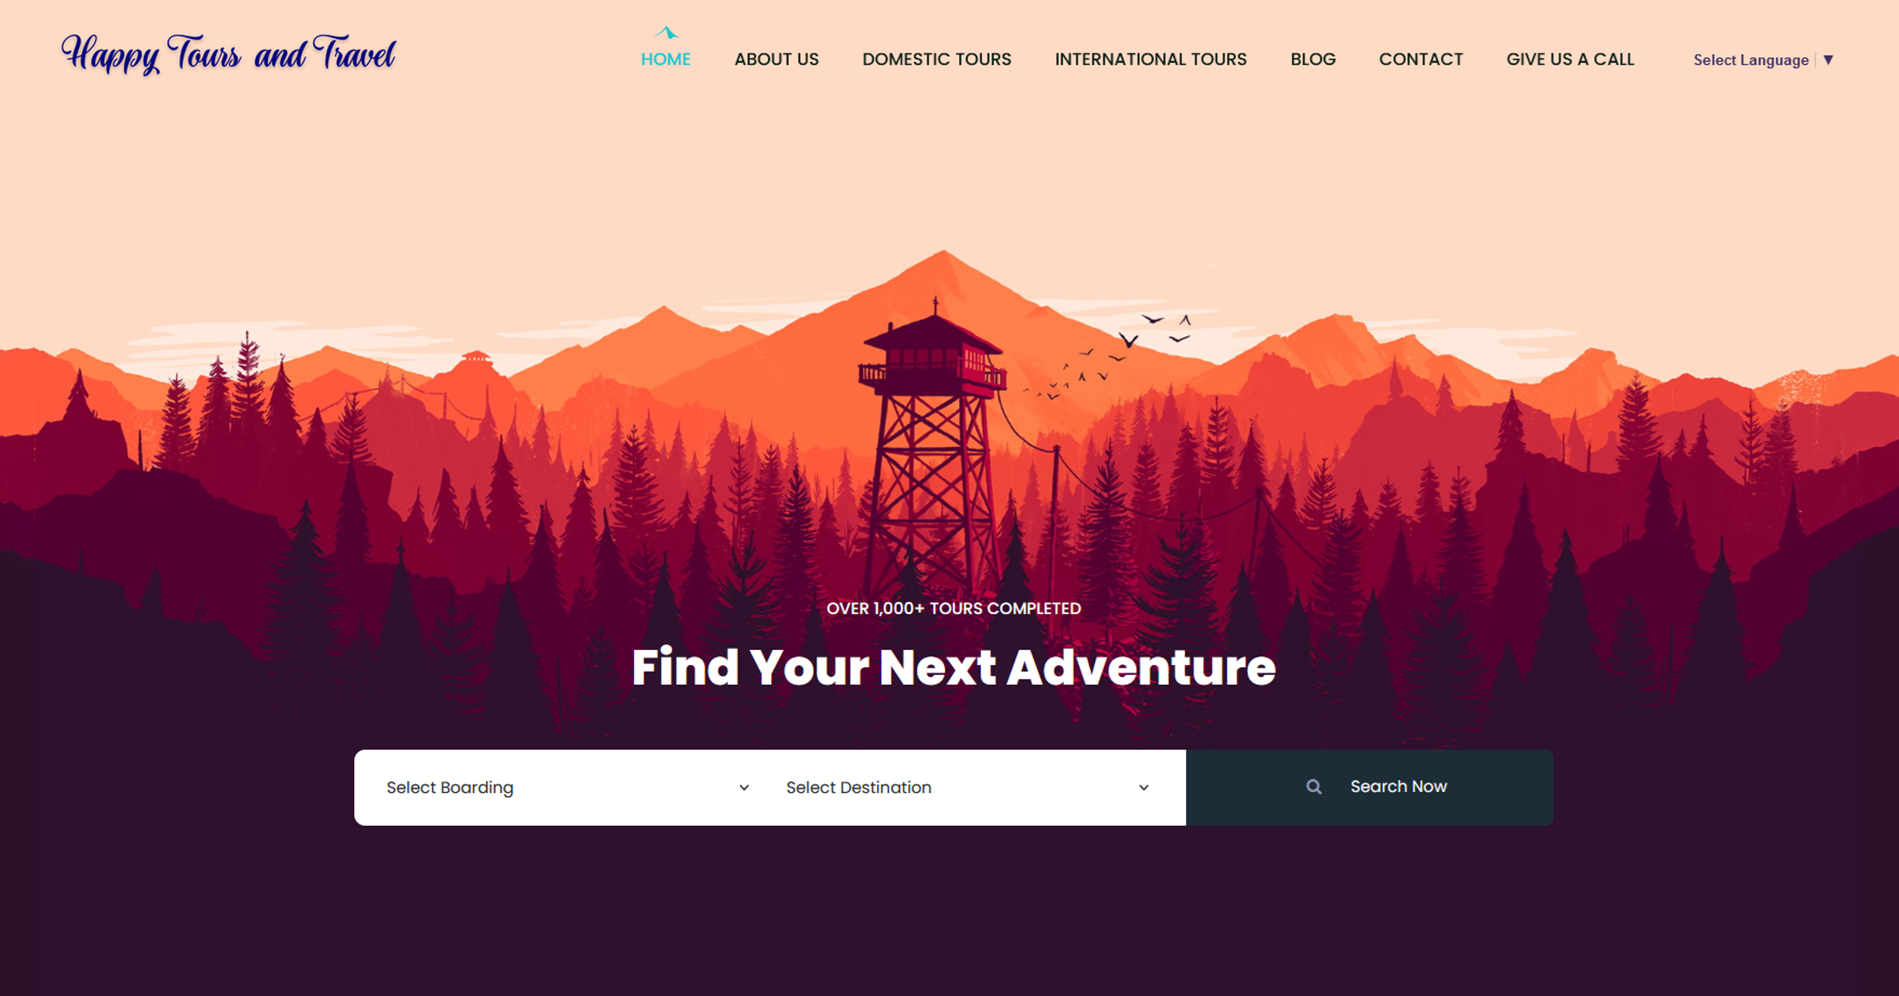 Happy Tours and Travel
HOME ABOUT US DOMESTIC TOURS INTERNATIONAL TOURS BLOG CONTACT GIVE US A CALL Select Language ▼
OVER 1,000+ TOURS COMPLETED
Find Your Next Adventure
Select Boarding Select Destination Search Now